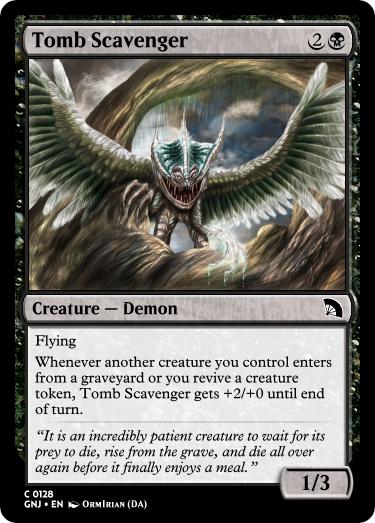 Tomb Scavenger 2
Creature — Demon
Flying
Whenever another creature you control enters
from a graveyard or you revive a creature
token, Tomb Scavenger gets +2/+0 until end
of turn.
“It is an incredibly patient creature to wait for its
prey to die, rise from the grave, and die all over
again before it finally enjoys a meal.”
1/3
C 0128
GNJ • EN OrmIrian (DA)